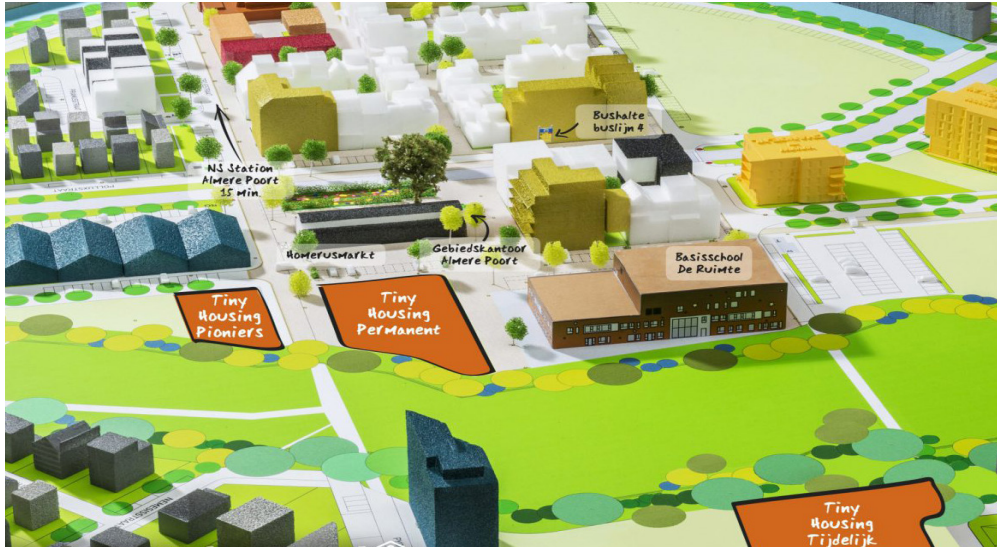 Bushalte
buslijn 4
NS Station
Almere Poort
15 min.
Homerusmarkt
Gebiedskantoor
Almere Poort
Basisschool
De Ruimte
Tiny
Housing
Pioniers
Tiny
Housing
Permanent
Tiny
Housing
Tijdelijk